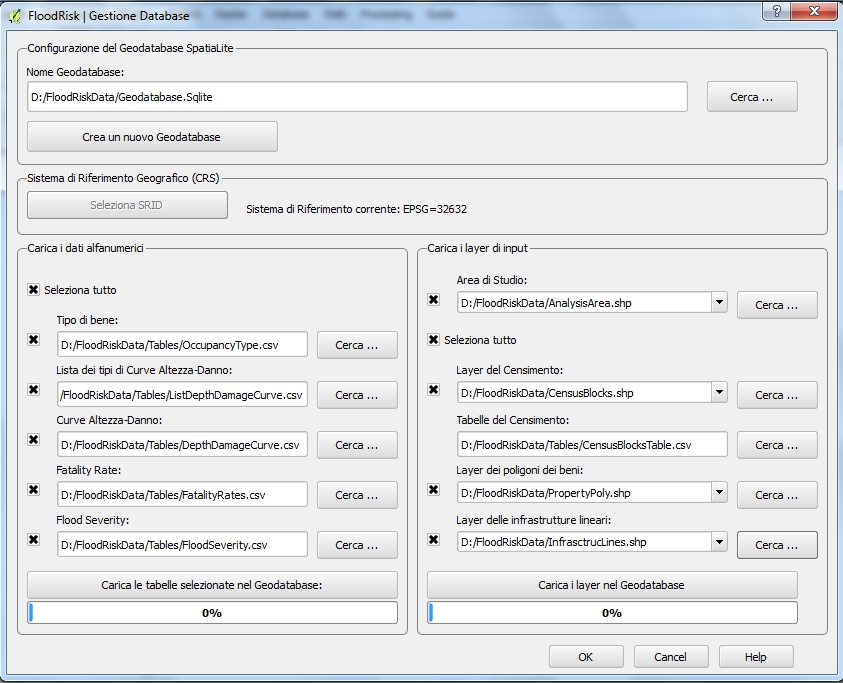 FloodRisk | Gestione Database
Configurazione del Geodatabase SpatiaLite
Nome Geodatabase:
D:/FloodRiskData/Geodatabase.Sqlite
Cerca ...
Crea un nuovo Geodatabase
Sistema di Riferimento Geografico (CRS)
Seleziona SRID
Sistema di Riferimento corrente: EPSG=32632
Carica i dati alfanumerici
Seleziona tutto
Tipo di bene:
D:/FloodRiskData/Tables/OccupancyType.csv
Cerca ...
Lista dei tipi di Curve Altezza-Danno:
/FloodRiskData/Tables/ListDepthDamageCurve.csv
Cerca ...
Curve Altezza-Danno:
D:/FloodRiskData/Tables/DepthDamageCurve.csv
Cerca ...
Fatality Rate:
D:/FloodRiskData/Tables/FatalityRates.csv
Cerca ...
Flood Severity:
D:/FloodRiskData/Tables/FloodSeverity.csv
Cerca ...
Carica le tabelle selezionate nel Geodatabase:
0%
Carica i layer di input
Area di Studio:
D:/FloodRiskData/AnalysisArea.shp
Cerca ...
Seleziona tutto
Layer del Censimento:
D:/FloodRiskData/CensusBlocks.shp
Cerca ...
Tabelle del Censimento:
D:/FloodRiskData/Tables/CensusBlocksTable.csv
Cerca ...
Layer dei poligoni dei beni:
D:/FloodRiskData/PropertyPoly.shp
Cerca ...
Layer delle infrastrutture lineari:
D:/FloodRiskData/InfrasctrucLines.shp
Cerca ...
Carica i layer nel Geodatabase
0%
OK
Cancel
Help